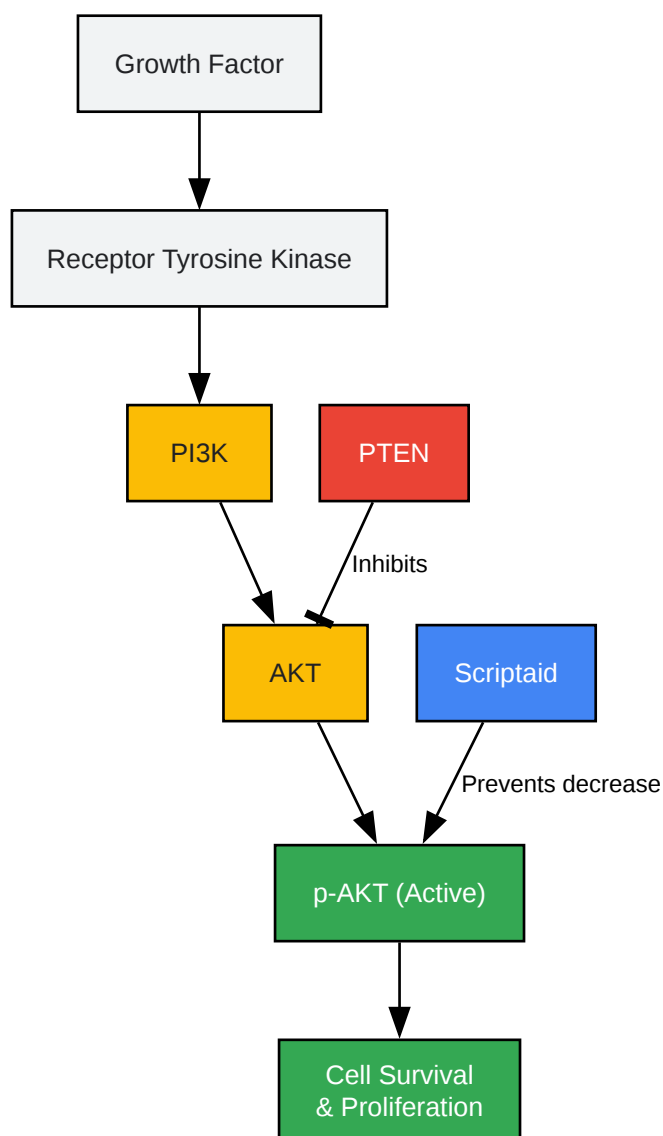 Growth Factor
Receptor Tyrosine Kinase
PI3K
PTEN
Inhibits
AKT
Scriptaid
Prevents decrease
p-AKT (Active)
Cell Survival
& Proliferation